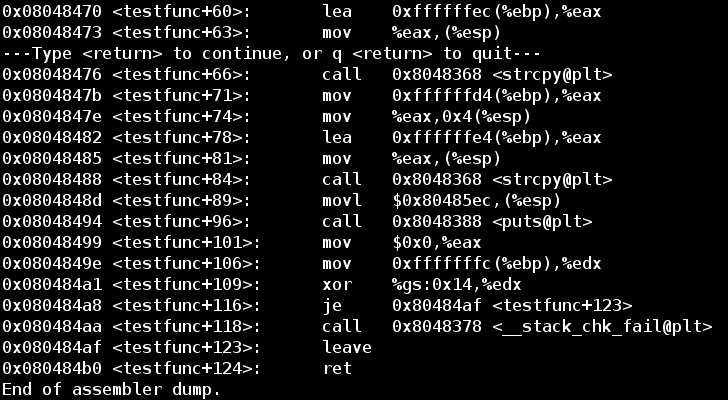 0x08048470 <testfunc+60>:	lea    0xffffffec(%ebp),%eax
0x08048473 <testfunc+63>:	mov    %eax,(%esp)
---Type <return> to continue, or q <return> to quit---
0x08048476 <testfunc+66>:	call   0x8048368 <strcpy@plt>
0x0804847b <testfunc+71>:	mov    0xffffffd4(%ebp),%eax
0x0804847e <testfunc+74>:	mov    %eax,0x4(%esp)
0x08048482 <testfunc+78>:	lea    0xffffffe4(%ebp),%eax
0x08048485 <testfunc+81>:	mov    %eax,(%esp)
0x08048488 <testfunc+84>:	call   0x8048368 <strcpy@plt>
0x0804848d <testfunc+89>:	movl   $0x80485ec,(%esp)
0x08048494 <testfunc+96>:	call   0x8048388 <puts@plt>
0x08048499 <testfunc+101>:	mov    $0x0,%eax
0x0804849e <testfunc+106>:	mov    0xfffffffc(%ebp),%edx
0x080484a1 <testfunc+109>:	xor    %gs:0x14,%edx
0x080484a8 <testfunc+116>:	je     0x80484af <testfunc+123>
0x080484aa <testfunc+118>:	call   0x8048378 <__stack_chk_fail@plt>
0x080484af <testfunc+123>:	leave
0x080484b0 <testfunc+124>:	ret
End of assembler dump.